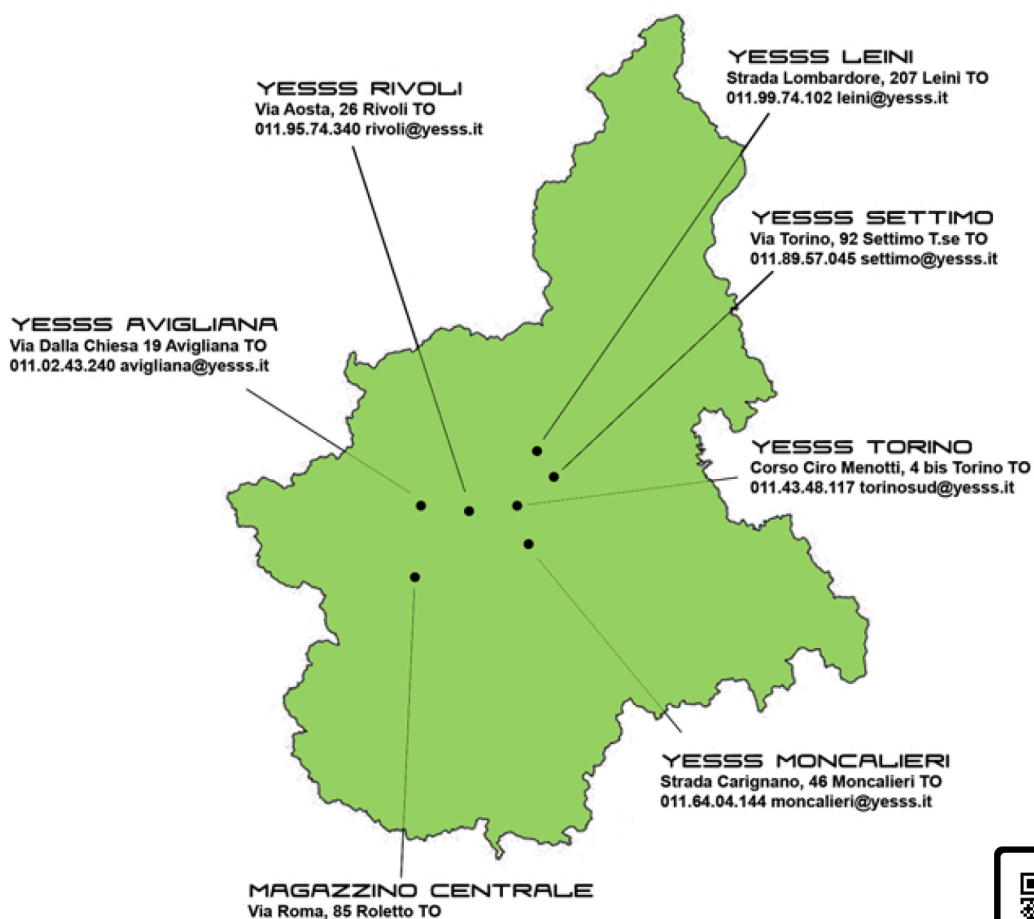 YESSS LEINI
Strada Lombardore, 207 Leini TO
011.99.74.102 leini@yesss.it
YESSS RIVOLI
Via Aosta, 26 Rivoli TO
011.95.74.340 rivoli@yesss.it
YESSS SETTIMO
Via Torino, 92 Settimo T.se TO
011.89.57.045 settimo@yesss.it
YESSS AVIGLIANA
Via Dalla Chiesa 19 Avigliana TO
011.02.43.240 avigliana@yesss.it
YESSS TORINO
Corso Ciro Menotti, 4 bis Torino TO
011.43.48.117 torinosud@yesss.it
YESSS MONCALIERI
Strada Carignano, 46 Moncalieri TO
011.64.04.144 moncalieri@yesss.it
MAGAZZINO CENTRALE
Via Roma, 85 Roletto TO